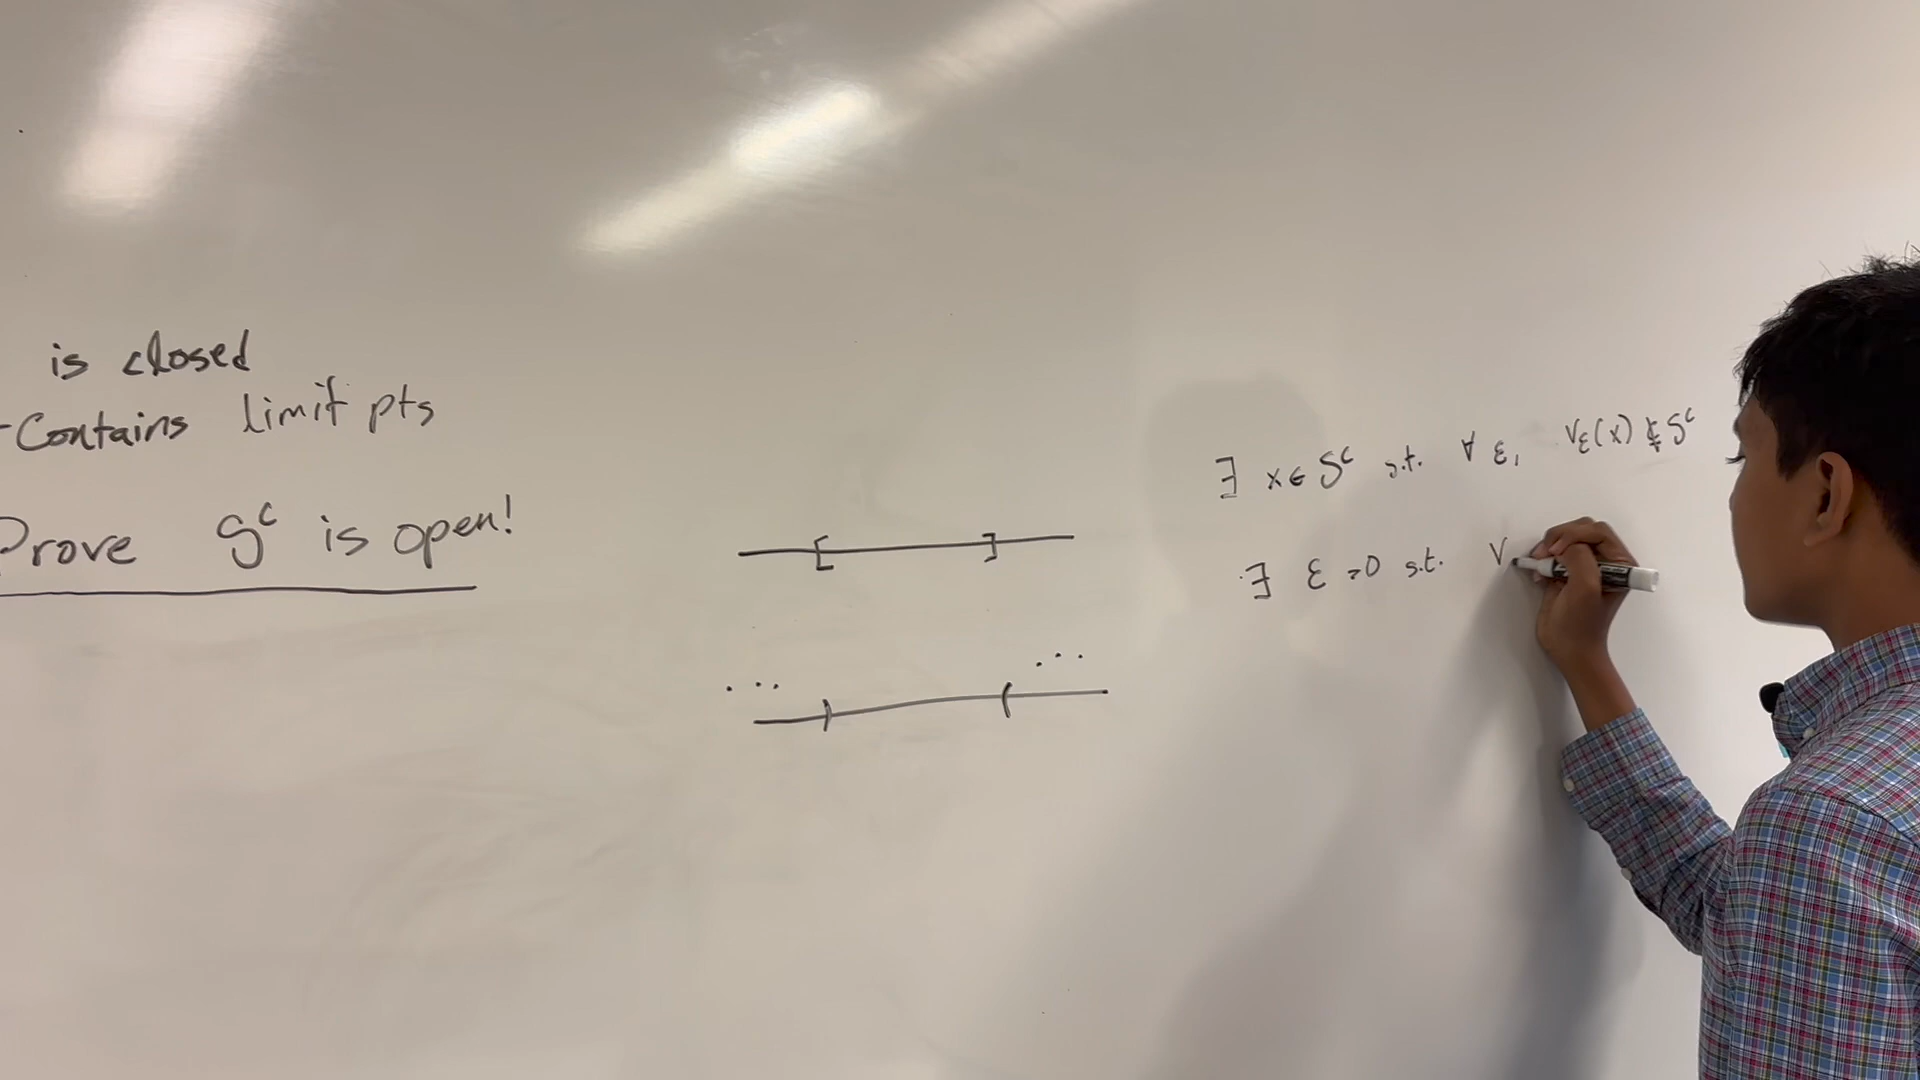 is closed
- Contains limit pts
Prove S^c is open!
∃ x ∈ S^c s.t. ∀ ε, V_ε(x) ⊈ S^c
∃ ε >0 s.t. V